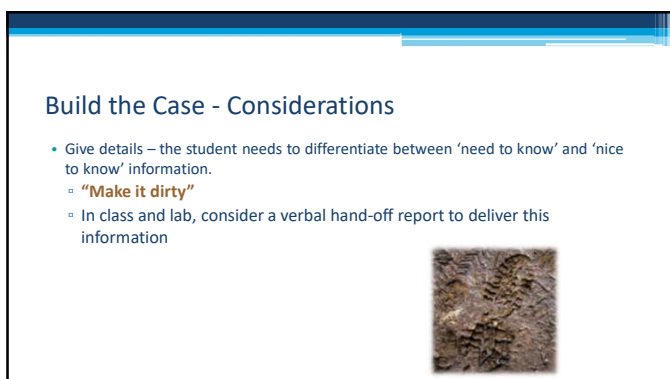 Build the Case - Considerations
• Give details – the student needs to differentiate between ‘need to know’ and ‘nice
to know’ information.
▫ “Make it dirty”
▫ In class and lab, consider a verbal hand-off report to deliver this
information